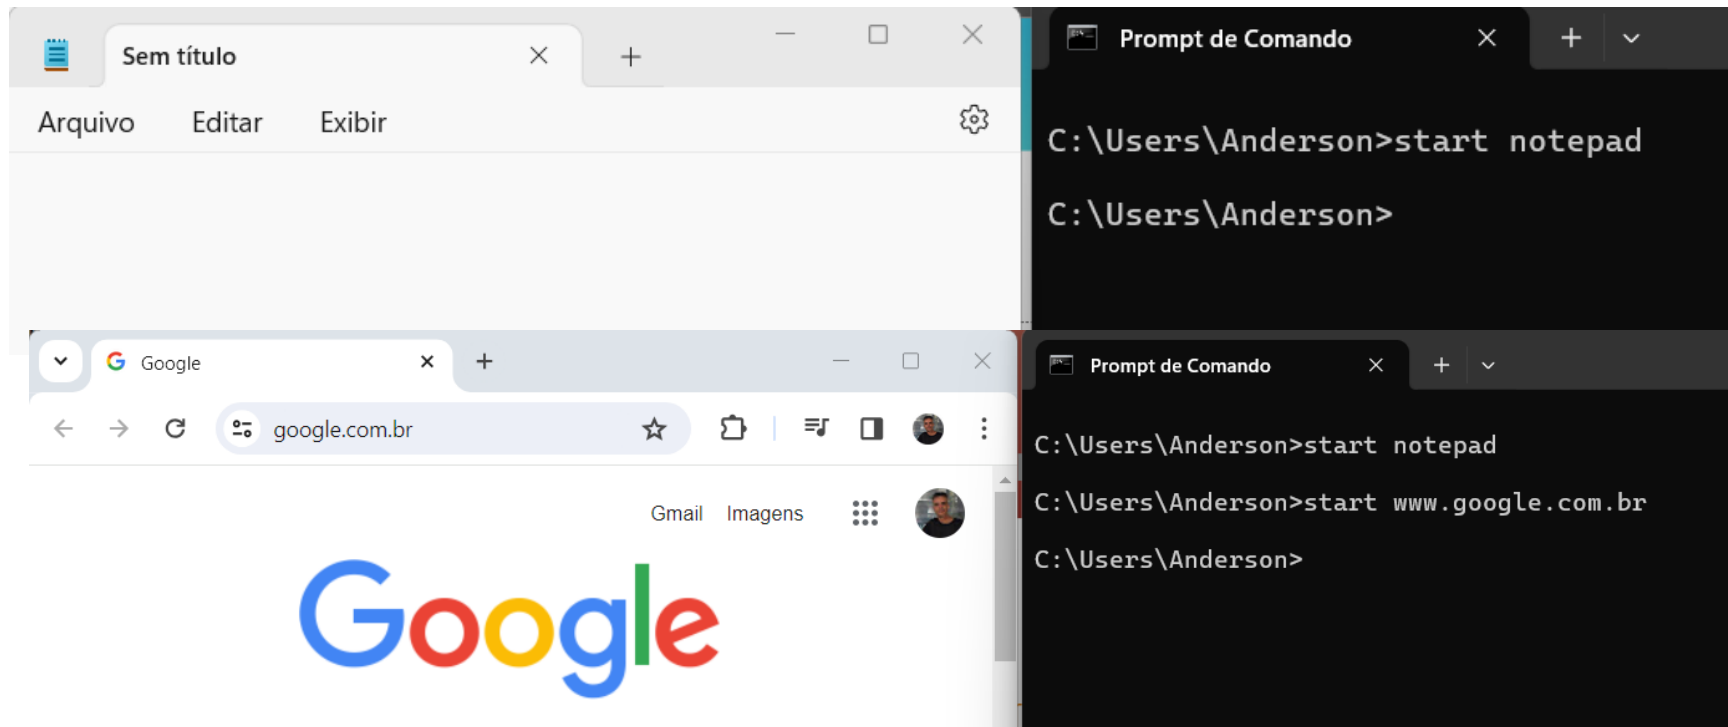 Sem título
Arquivo Editar Exibir
Prompt de Comando
C:\Users\Anderson>start notepad
C:\Users\Anderson>
Google
google.com.br
Gmail Imagens
Google
Prompt de Comando
C:\Users\Anderson>start notepad
C:\Users\Anderson>start www.google.com.br
C:\Users\Anderson>